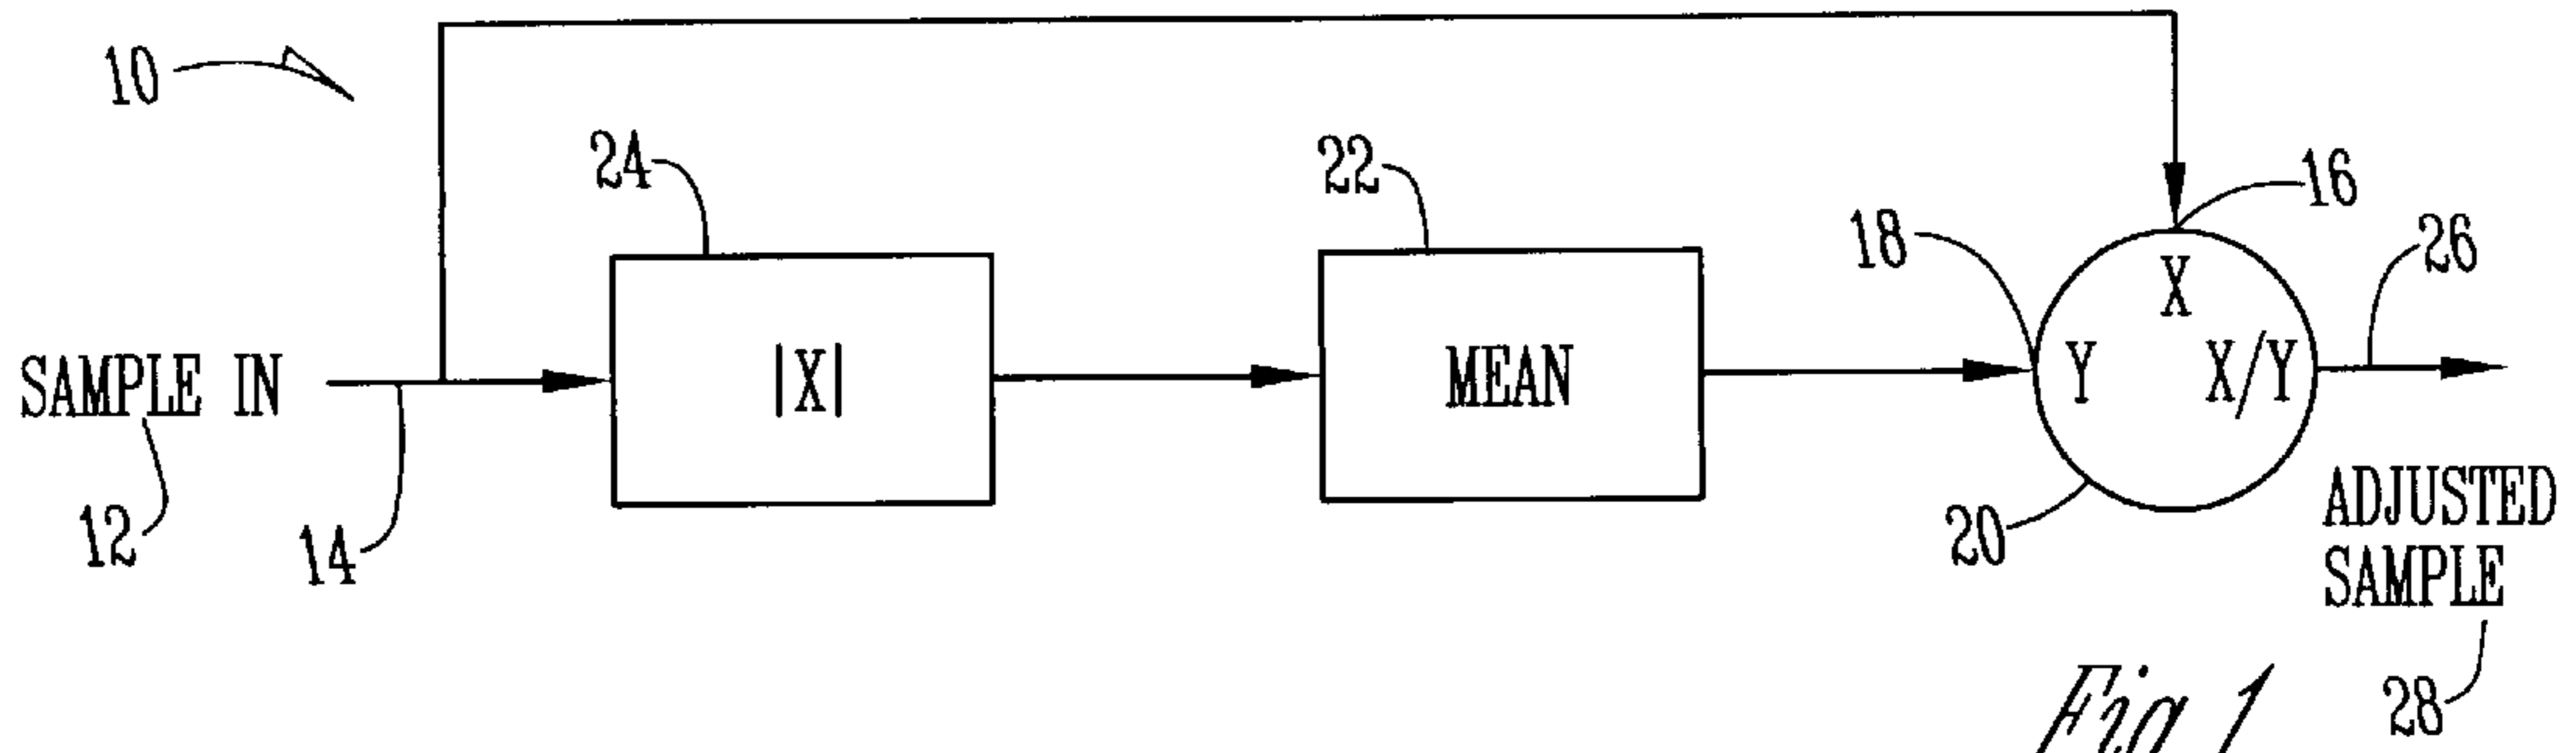 10
24
22
16
18
26
X
SAMPLE IN
|X|
MEAN
Y
X/Y
12
14
20
ADJUSTED
SAMPLE
28
Fig 1